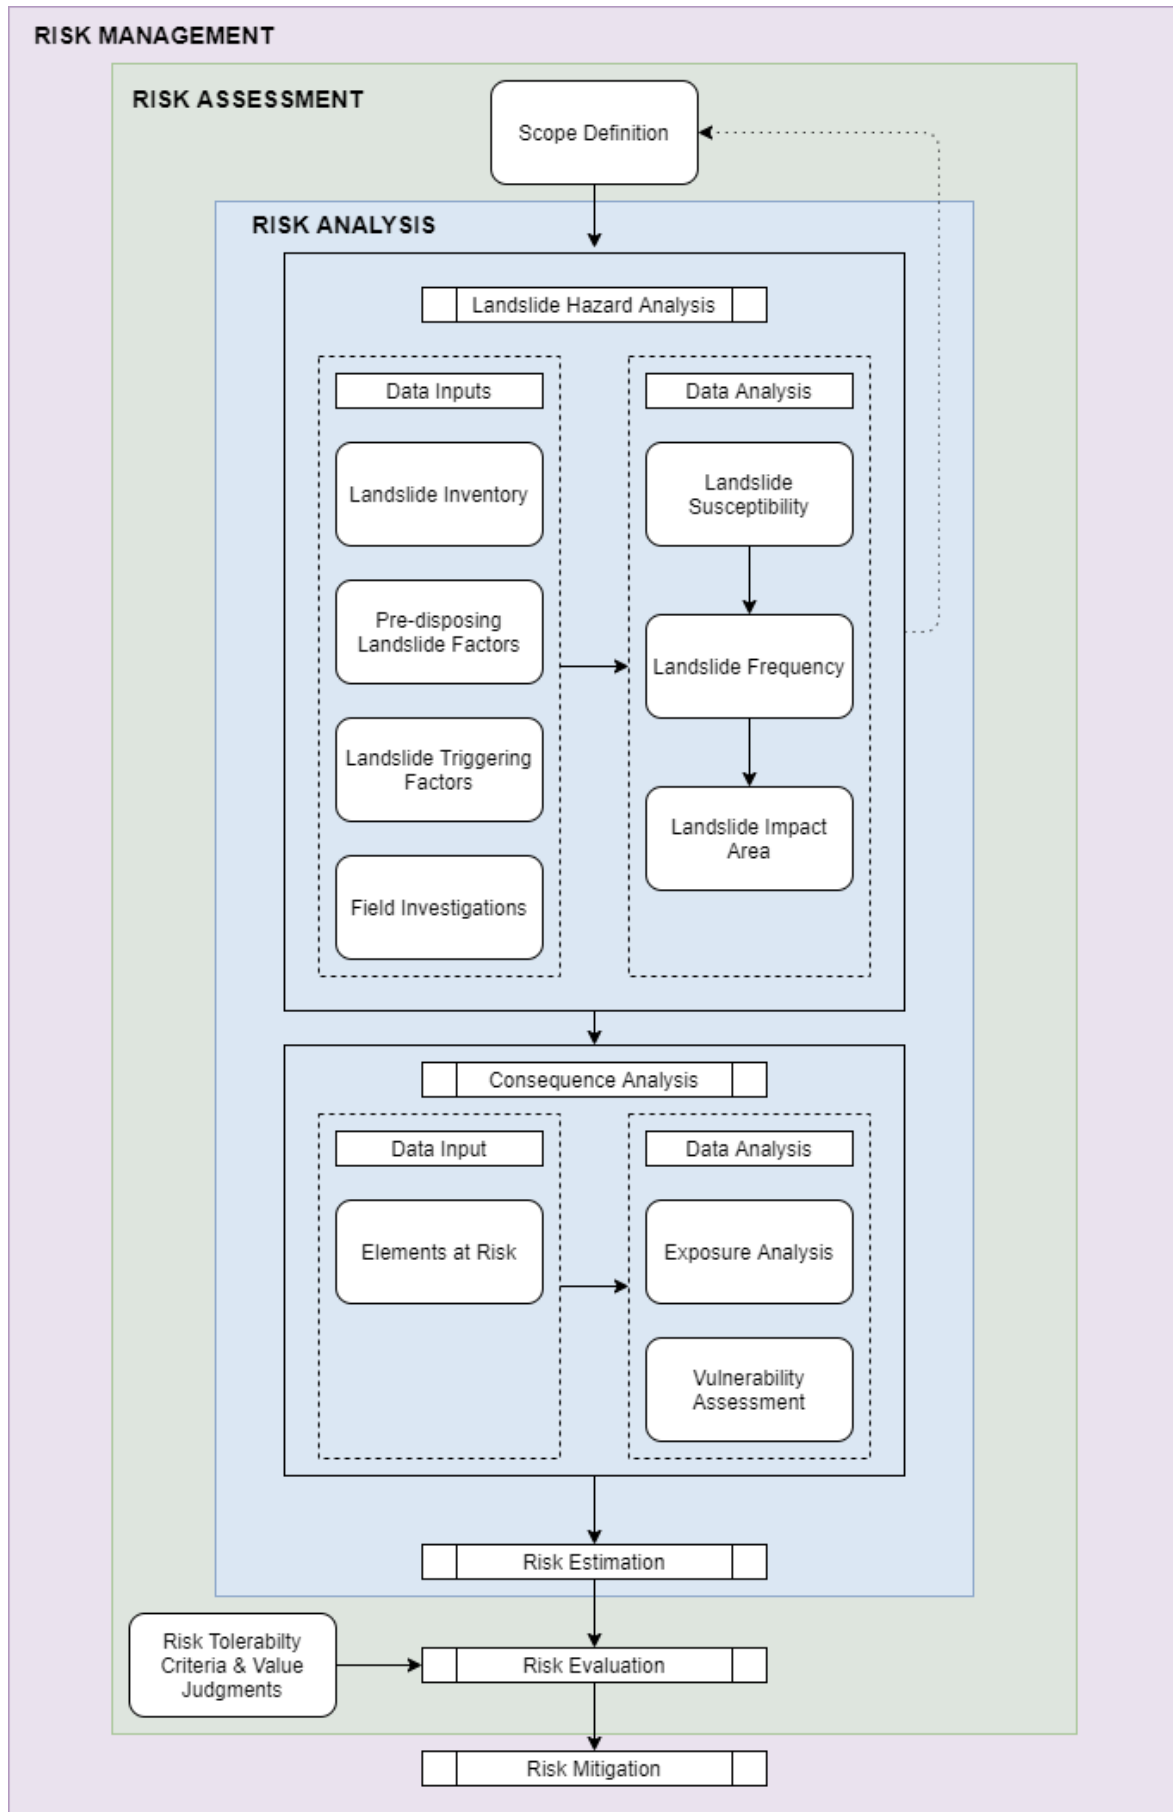 RISK MANAGEMENT
RISK ASSESSMENT
Scope Definition
RISK ANALYSIS
Landslide Hazard Analysis
Data Inputs
Landslide Inventory
Pre-disposing
Landslide Factors
Landslide Triggering
Factors
Field Investigations
Data Analysis
Landslide
Susceptibility
Landslide Frequency
Landslide Impact
Area
Consequence Analysis
Data Input
Elements at Risk
Data Analysis
Exposure Analysis
Vulnerability
Assessment
Risk Estimation
Risk Tolerabilty
Criteria & Value
Judgments
Risk Evaluation
Risk Mitigation